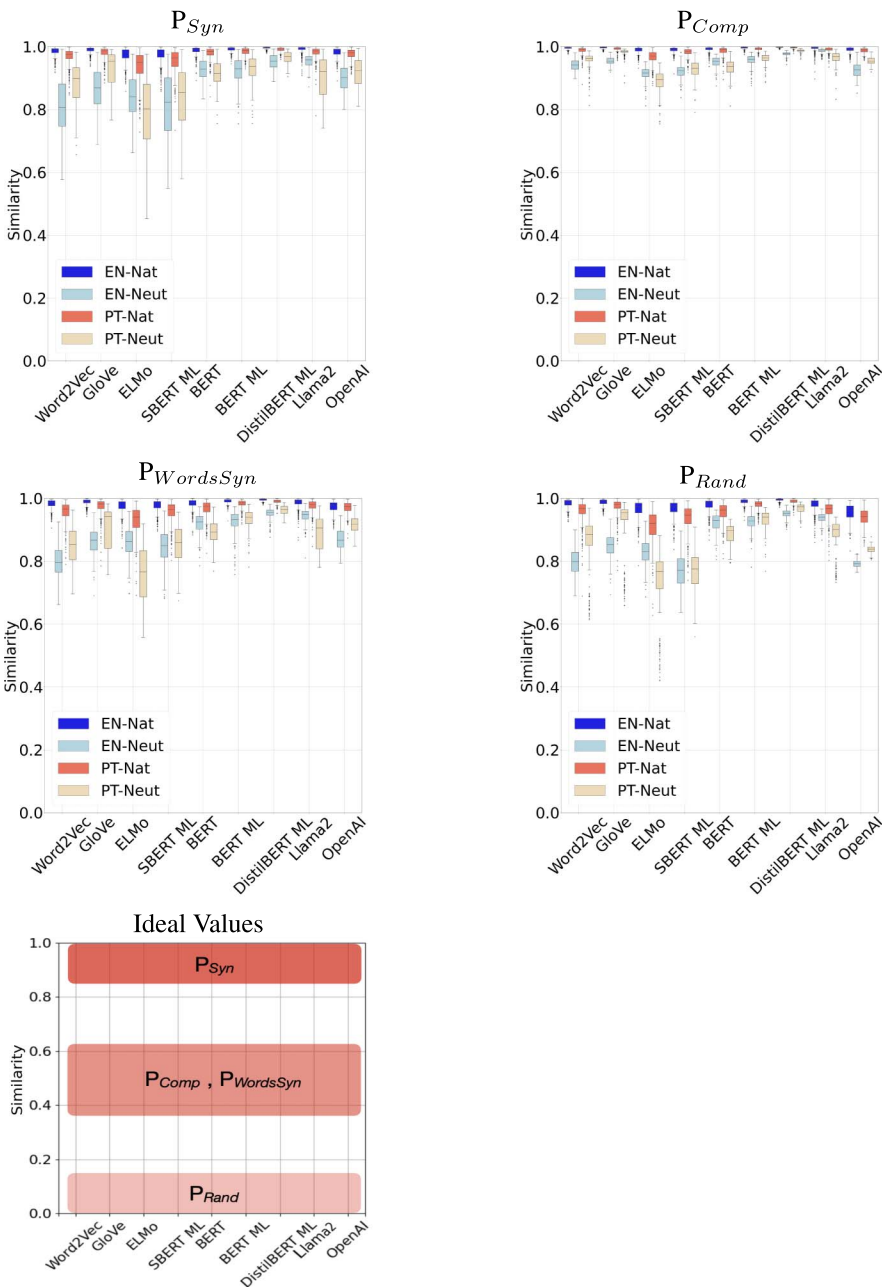 P_Syn
1.0
0.8
0.6
0.4
0.2
0.0
Similarity
EN-Nat
EN-Neut
PT-Nat
PT-Neut
Word2Vec
GloVe
ELMo
SBERT ML
BERT
BERT ML
DistilBERT ML
Llama2
OpenAI
P_Comp
1.0
0.8
0.6
0.4
0.2
0.0
Similarity
EN-Nat
EN-Neut
PT-Nat
PT-Neut
Word2Vec
GloVe
ELMo
SBERT ML
BERT
BERT ML
DistilBERT ML
Llama2
OpenAI
P_WordsSyn
1.0
0.8
0.6
0.4
0.2
0.0
Similarity
EN-Nat
EN-Neut
PT-Nat
PT-Neut
Word2Vec
GloVe
ELMo
SBERT ML
BERT
BERT ML
DistilBERT ML
Llama2
OpenAI
P_Rand
1.0
0.8
0.6
0.4
0.2
0.0
Similarity
EN-Nat
EN-Neut
PT-Nat
PT-Neut
Word2Vec
GloVe
ELMo
SBERT ML
BERT
BERT ML
DistilBERT ML
Llama2
OpenAI
Ideal Values
1.0
0.8
0.6
0.4
0.2
0.0
Similarity
P_Syn
P_Comp , P_WordsSyn
P_Rand
Word2Vec
GloVe
ELMo
SBERT ML
BERT
BERT ML
DistilBERT ML
Llama2
OpenAI